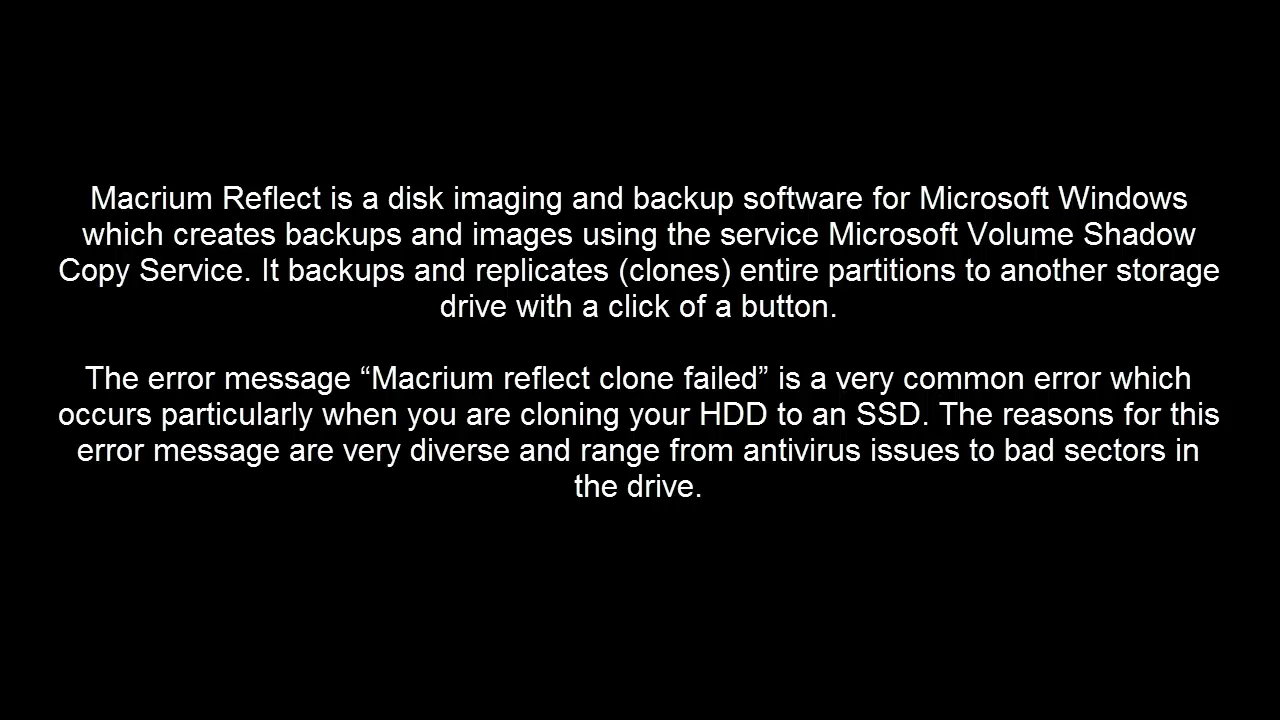 Macrium Reflect is a disk imaging and backup software for Microsoft Windows
which creates backups and images using the service Microsoft Volume Shadow
Copy Service. It backups and replicates (clones) entire partitions to another storage
drive with a click of a button.
The error message “Macrium reflect clone failed” is a very common error which
occurs particularly when you are cloning your HDD to an SSD. The reasons for this
error message are very diverse and range from antivirus issues to bad sectors in
the drive.